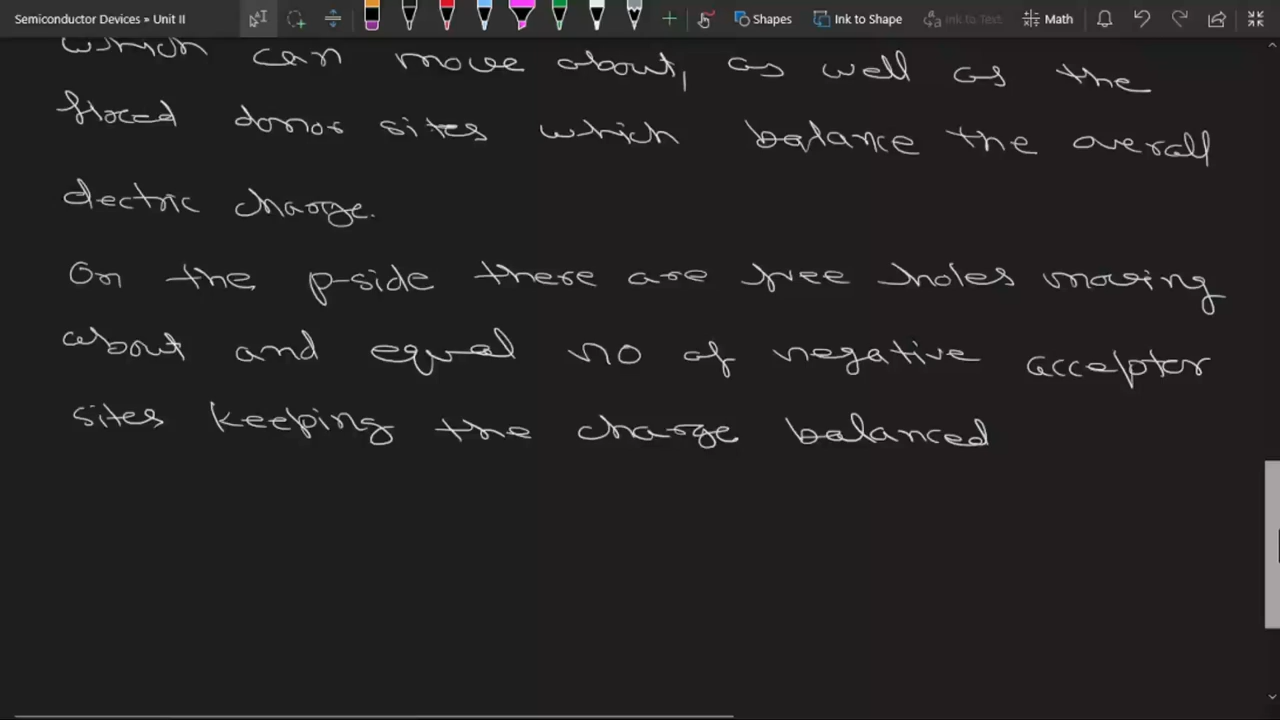 Semiconductor Devices » Unit II
Shapes
Ink to Shape
Ink to Text
Math
which can move about, as well as the
fixed donor sites which balance the overall
electric charge.
On the p-side there are free holes moving
about and equal no of negative acceptor
sites keeping the charge balanced